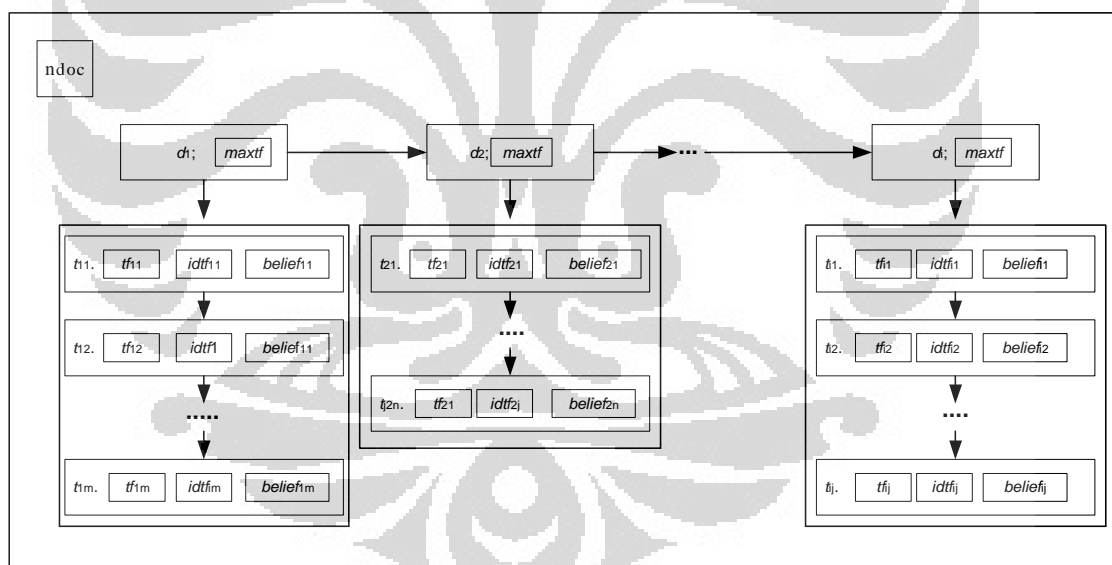 ndoc
d1; maxtf d2; maxtf ... di; maxtf
t11. tf11 idtf11 belief11 t21. tf21 idtf21 belief21 ti1. tfi1 idtfi1 beliefi1
t12. tf12 idtf1 belief11 .... ti2. tfi2 idtfi2 beliefi2
..... tj2n. tf21 idtf2j belief2n ....
t1m. tf1m idtfim belief1m tij. tfij idtfij beliefij